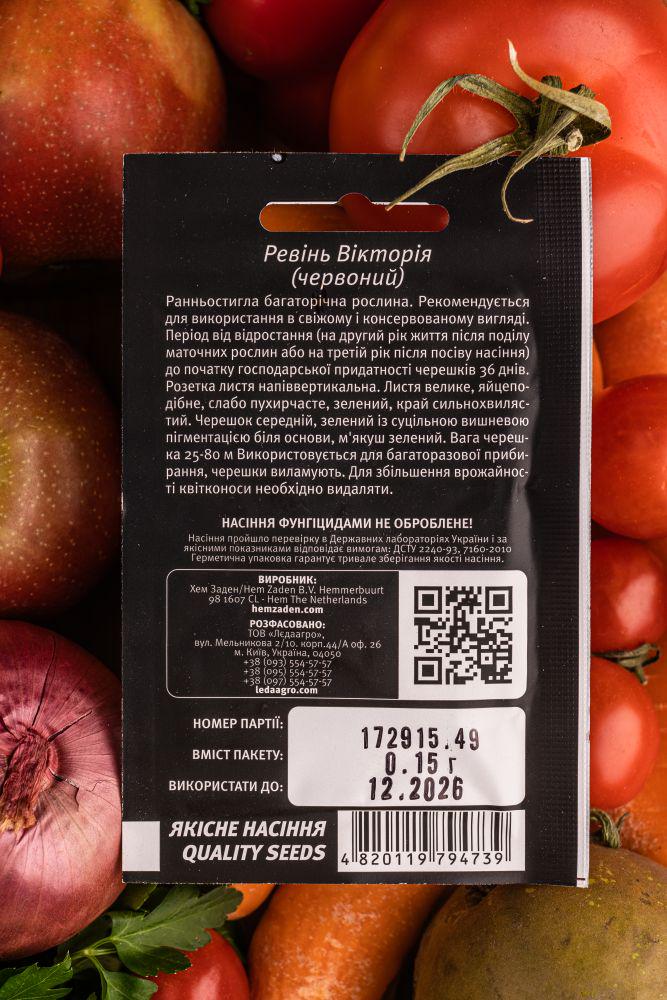 Ревінь Вікторія
(червоний)
Ранньостигла багаторічна рослина. Рекомендується
для використання в свіжому і консервованому вигляді.
Період від відростання (на другий рік життя після поділу
маточних рослин або на третій рік після посіву насіння)
до початку господарської придатності черешків 36 днів.
Розетка листя напіввертикальна. Листя велике, яйцепо-
дібне, слабо пухирчасте, зелений, край сильнохвиляс-
тий. Черешок середній, зелений із суцільною вишневою
пігментацією біля основи, м'якуш зелений. Вага череш-
ка 25-80 м Використовується для багаторазового приби-
рання, черешки виламують. Для збільшення врожайнос-
ті квітконоси необхідно видаляти.
НАСІННЯ ФУНГІЦИДАМИ НЕ ОБРОБЛЕНЕ!
Насіння пройшло перевірку в Державних лабораторіях України і за
якісними показниками відповідає вимогам: ДСТУ 2240-93, 7160-2010
Герметична упаковка гарантує тривале зберігання якості насіння.
ВИРОБНИК:
Хем Заден/Hem Zaden B.V. Hemmerbuurt
98 1607 CL - Hem The Netherlands
hemzaden.com
РОЗФАСОВАНО:
ТОВ «Лєдаагро»,
вул. Мельникова 2/10. корп.44/А оф. 26
м. Київ, Україна, 04050
+38 (093) 554-57-57
+38 (095) 554-57-57
+38 (097) 554-57-57
ledaagro.com
НОМЕР ПАРТІЇ: 172915.49
ВМІСТ ПАКЕТУ: 0.15 г
ВИКОРИСТАТИ ДО: 12.2026
ЯКІСНЕ НАСІННЯ
QUALITY SEEDS
4 820119 794739